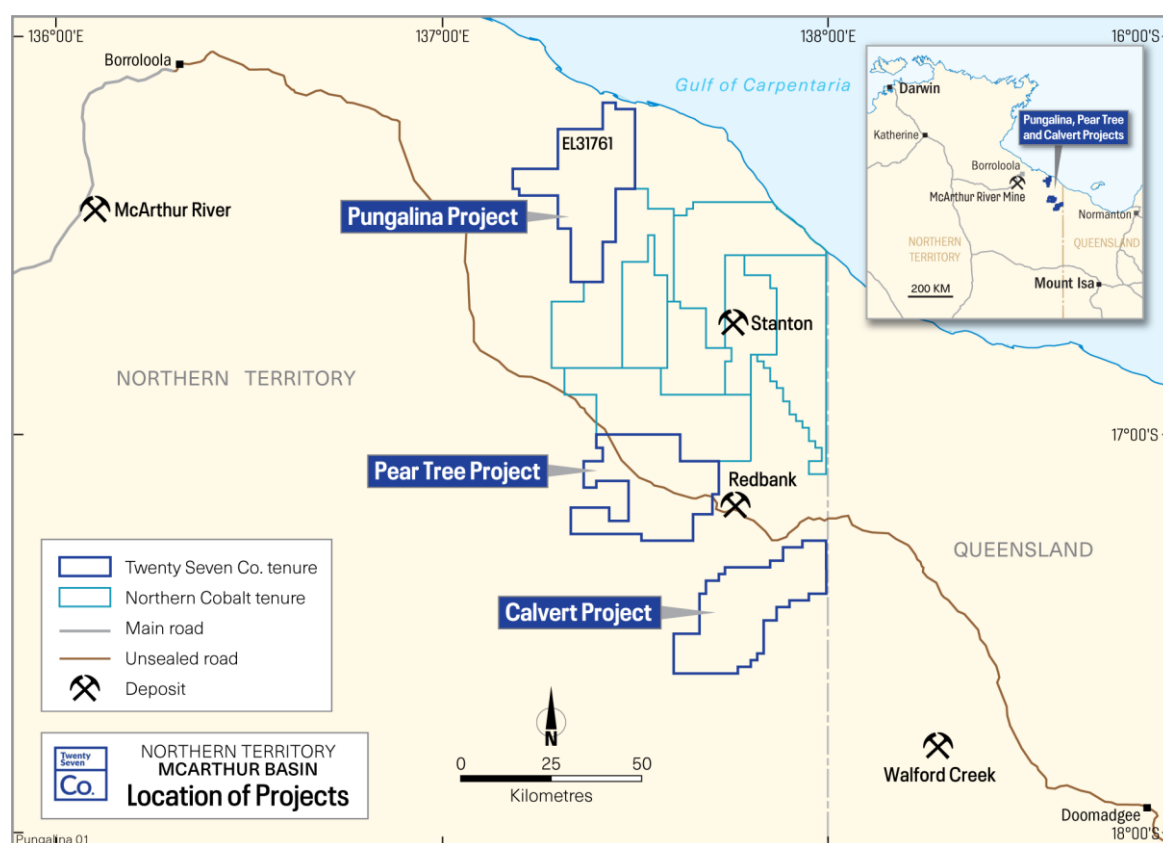 136°00'E
137°00'E
138°00'E
16°00'S
Borroloola
Gulf of Carpentaria
Darwin
Katherine
Pungalina, Pear Tree
and Calvert Projects
Borroloola
McArthur River Mine
Normanton
NORTHERN
TERRITORY
QUEENSLAND
Mount Isa
200 KM
EL31761
McArthur River
Pungalina Project
Stanton
NORTHERN TERRITORY
17°00'S
Pear Tree Project
Redbank
QUEENSLAND
Calvert Project
Twenty Seven Co. tenure
Northern Cobalt tenure
Main road
Unsealed road
Deposit
N
0 25 50
Kilometres
Walford Creek
Doomadgee
18°00'S
Twenty
Seven
Co.
NORTHERN TERRITORY
MCARTHUR BASIN
Location of Projects
Pungalina 01